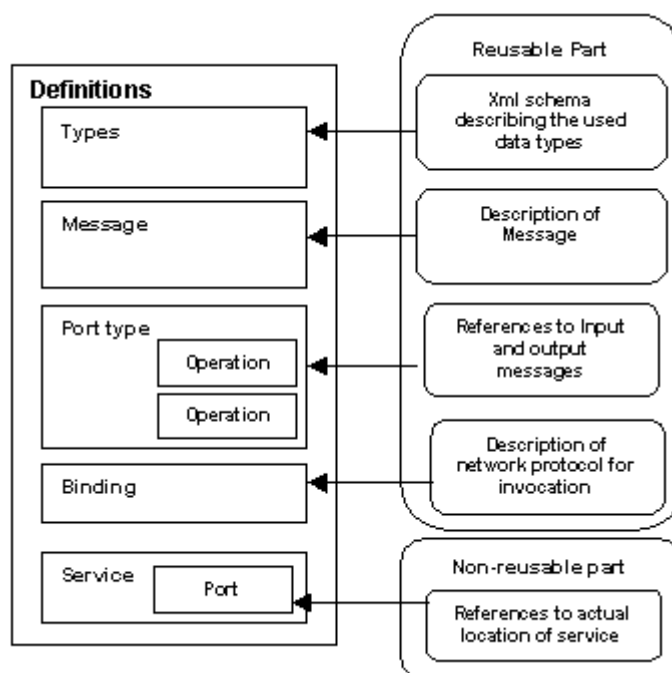 Definitions
Types
Message
Port type
Operation
Operation
Binding
Service
Port
Reusable Part
Xml schema
describing the used
data types
Description of
Message
References to Input
and output
messages
Description of
network protocol for
invocation
Non-reusable part
References to actual
location of service